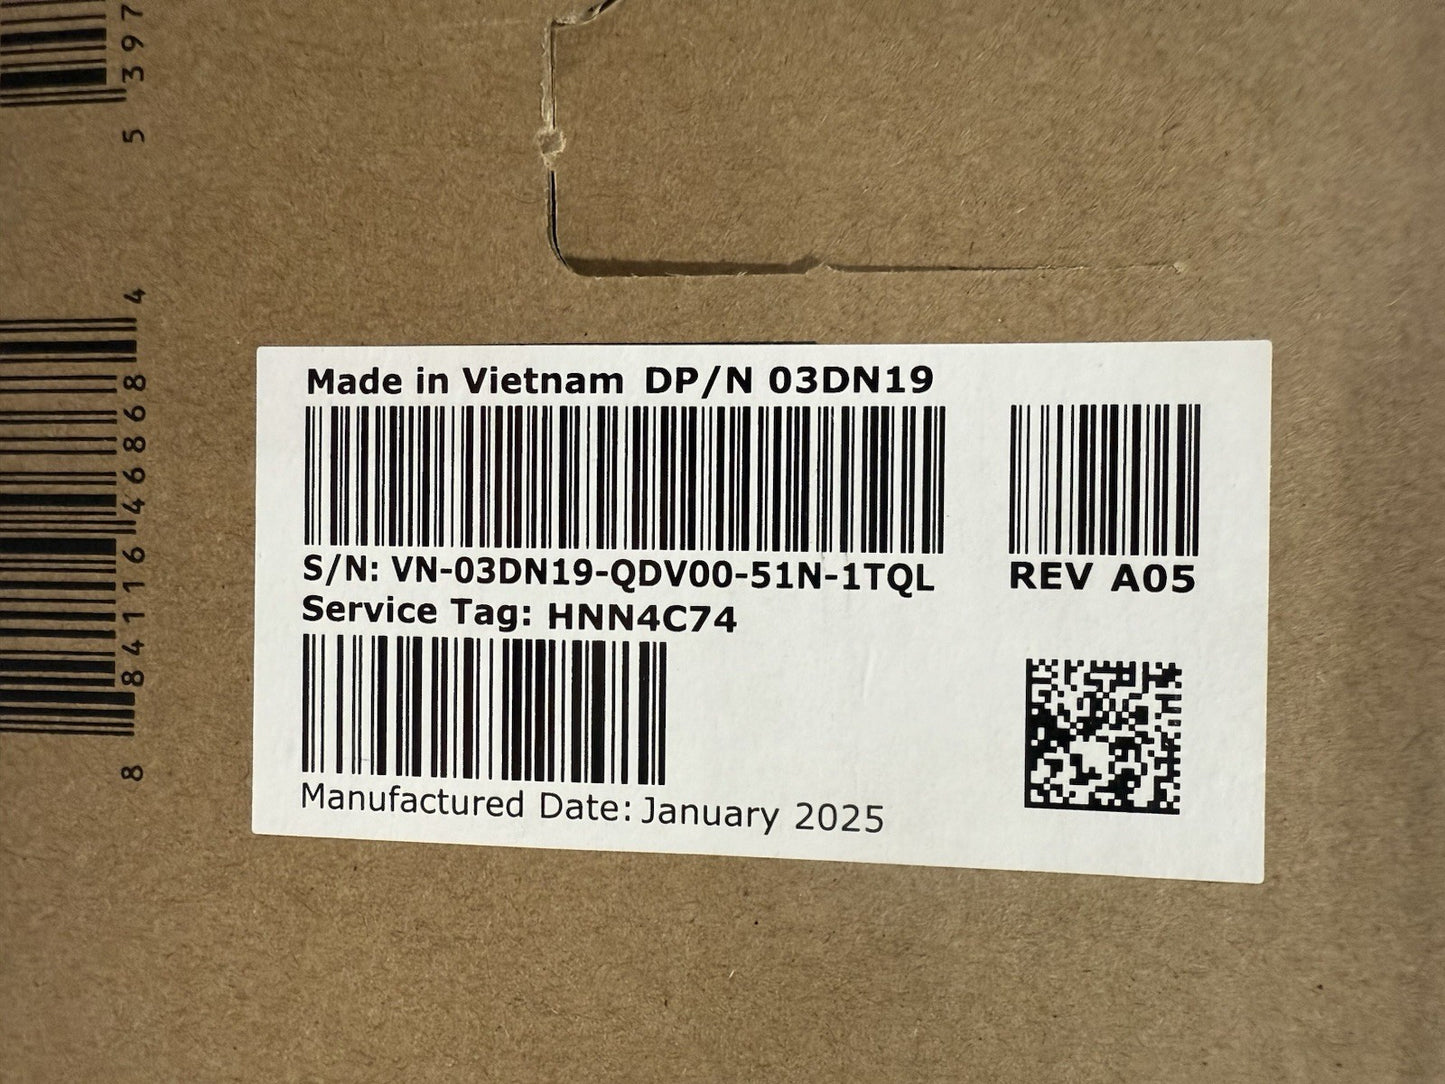 5 397
8 84116 46868 4
Made in Vietnam DP/N 03DN19
S/N: VN-03DN19-QDV00-51N-1TQL
REV A05
Service Tag: HNN4C74
Manufactured Date: January 2025